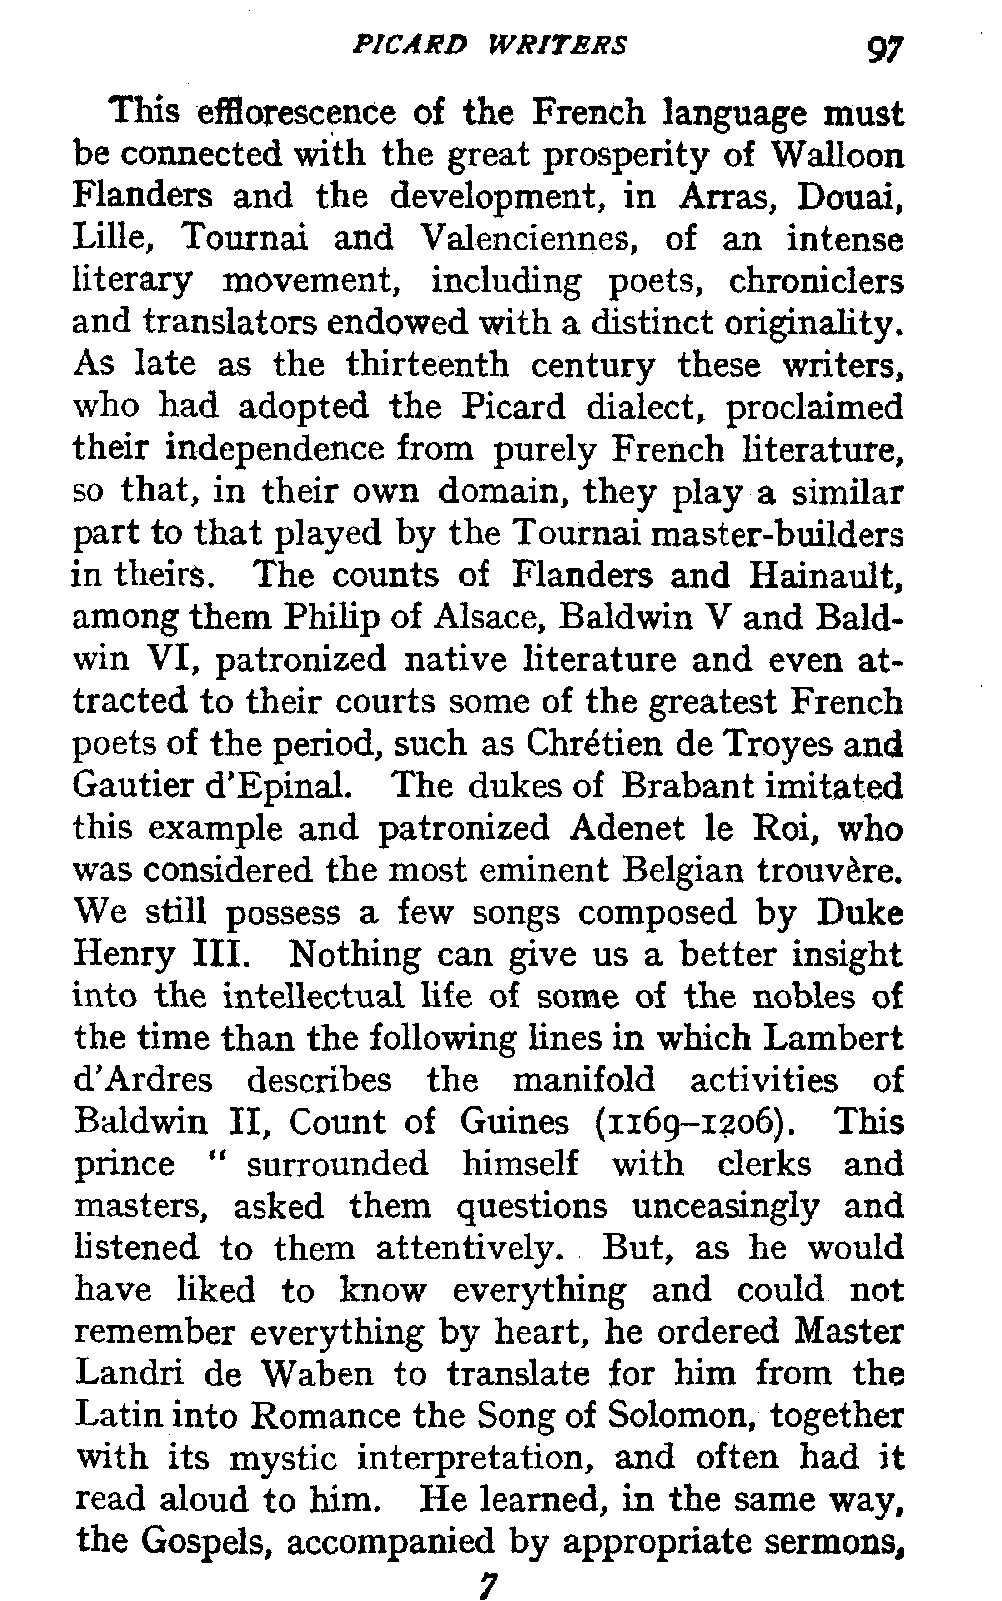 PICARD WRITERS 97
This efflorescence of the French language must
be connected with the great prosperity of Walloon
Flanders and the development, in Arras, Douai,
Lille, Tournai and Valenciennes, of an intense
literary movement, including poets, chroniclers
and translators endowed with a distinct originality.
As late as the thirteenth century these writers,
who had adopted the Picard dialect, proclaimed
their independence from purely French literature,
so that, in their own domain, they play a similar
part to that played by the Tournai master-builders
in theirs. The counts of Flanders and Hainault,
among them Philip of Alsace, Baldwin V and Bald-
win VI, patronized native literature and even at-
tracted to their courts some of the greatest French
poets of the period, such as Chrétien de Troyes and
Gautier d'Epinal. The dukes of Brabant imitated
this example and patronized Adenet le Roi, who
was considered the most eminent Belgian trouvère.
We still possess a few songs composed by Duke
Henry III. Nothing can give us a better insight
into the intellectual life of some of the nobles of
the time than the following lines in which Lambert
d'Ardres describes the manifold activities of
Baldwin II, Count of Guines (1169–1206). This
prince " surrounded himself with clerks and
masters, asked them questions unceasingly and
listened to them attentively. But, as he would
have liked to know everything and could not
remember everything by heart, he ordered Master
Landri de Waben to translate for him from the
Latin into Romance the Song of Solomon, together
with its mystic interpretation, and often had it
read aloud to him. He learned, in the same way,
the Gospels, accompanied by appropriate sermons,
7